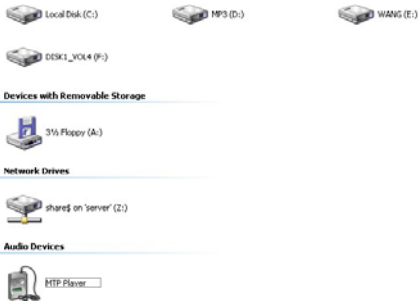 Local Disk (C:) MP3 (D:) WANG (E:)
DISK1_VOL4 (F:)
Devices with Removable Storage
3½ Floppy (A:)
Network Drives
share$ on 'server' (Z:)
Audio Devices
MTP Player